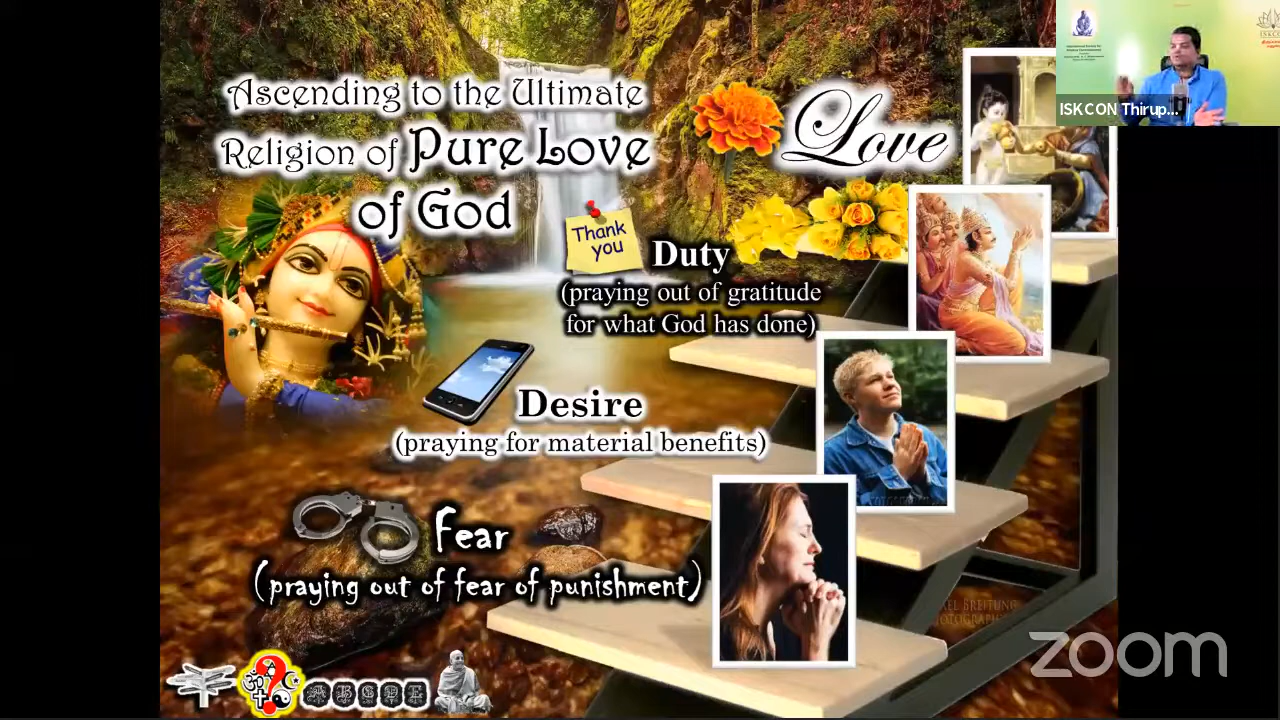 Ascending to the Ultimate
Religion of Pure Love
of God
Love
Thank
you
Duty
(praying out of gratitude
for what God has done)
Desire
(praying for material benefits)
Fear
(praying out of fear of punishment)
A B C D E
ISKCON Thirup...
ISKCON
zoom